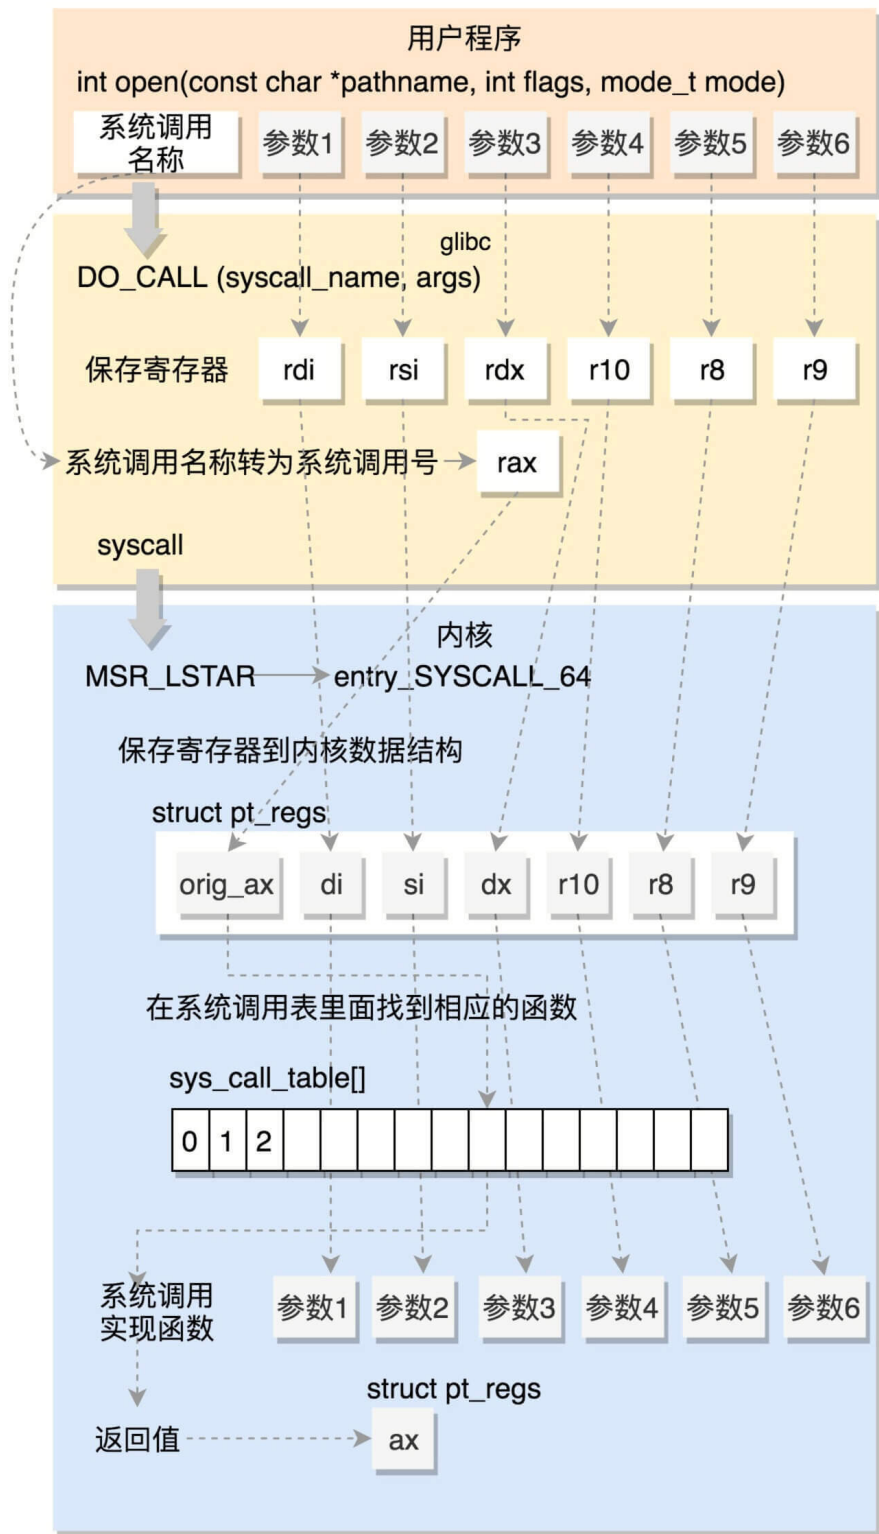 用户程序
int open(const char *pathname, int flags, mode_t mode)
系统调用
名称
参数1 参数2 参数3 参数4 参数5 参数6
glibc
DO_CALL (syscall_name, args)
保存寄存器 rdi rsi rdx r10 r8 r9
系统调用名称转为系统调用号 rax
syscall
内核
MSR_LSTAR entry_SYSCALL_64
保存寄存器到内核数据结构
struct pt_regs
orig_ax di si dx r10 r8 r9
在系统调用表里面找到相应的函数
sys_call_table[]
0 1 2
系统调用
实现函数
参数1 参数2 参数3 参数4 参数5 参数6
struct pt_regs
返回值 ax